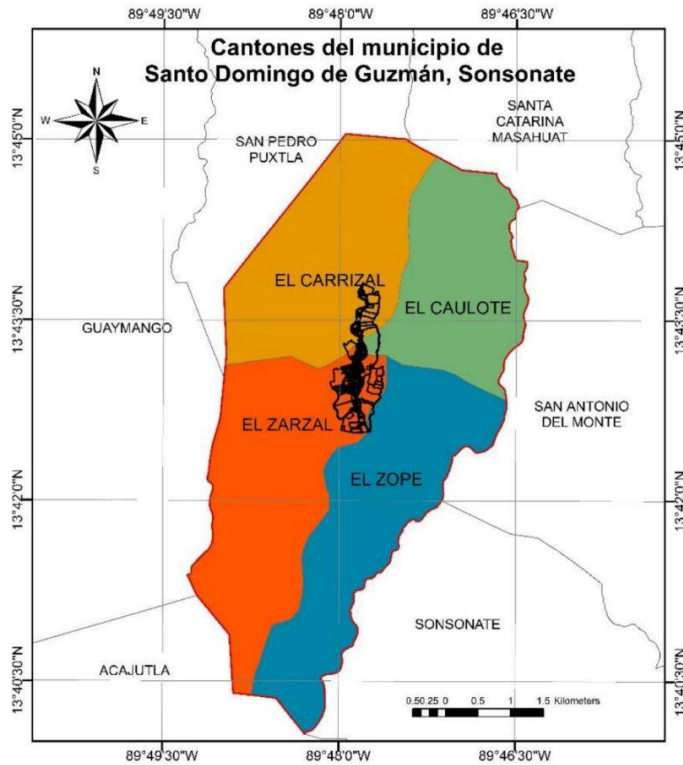 89°49'30"W 89°48'0"W 89°46'30"W
Cantones del municipio de
Santo Domingo de Guzmán, Sonsonate
N
W E
S
SANTA
CATARINA
MASAHUAT
SAN PEDRO
PUXTLA
13°45'0"N 13°45'0"N
EL CARRIZAL
EL CAULOTE
GUAYMANGO
13°43'30"N 13°43'30"N
SAN ANTONIO
DEL MONTE
EL ZARZAL
EL ZOPE
13°42'0"N 13°42'0"N
SONSONATE
ACAJUTLA
13°40'30"N 13°40'30"N
0.50.25 0 0.5 1 1.5 Kilometers
89°49'30"W 89°48'0"W 89°46'30"W